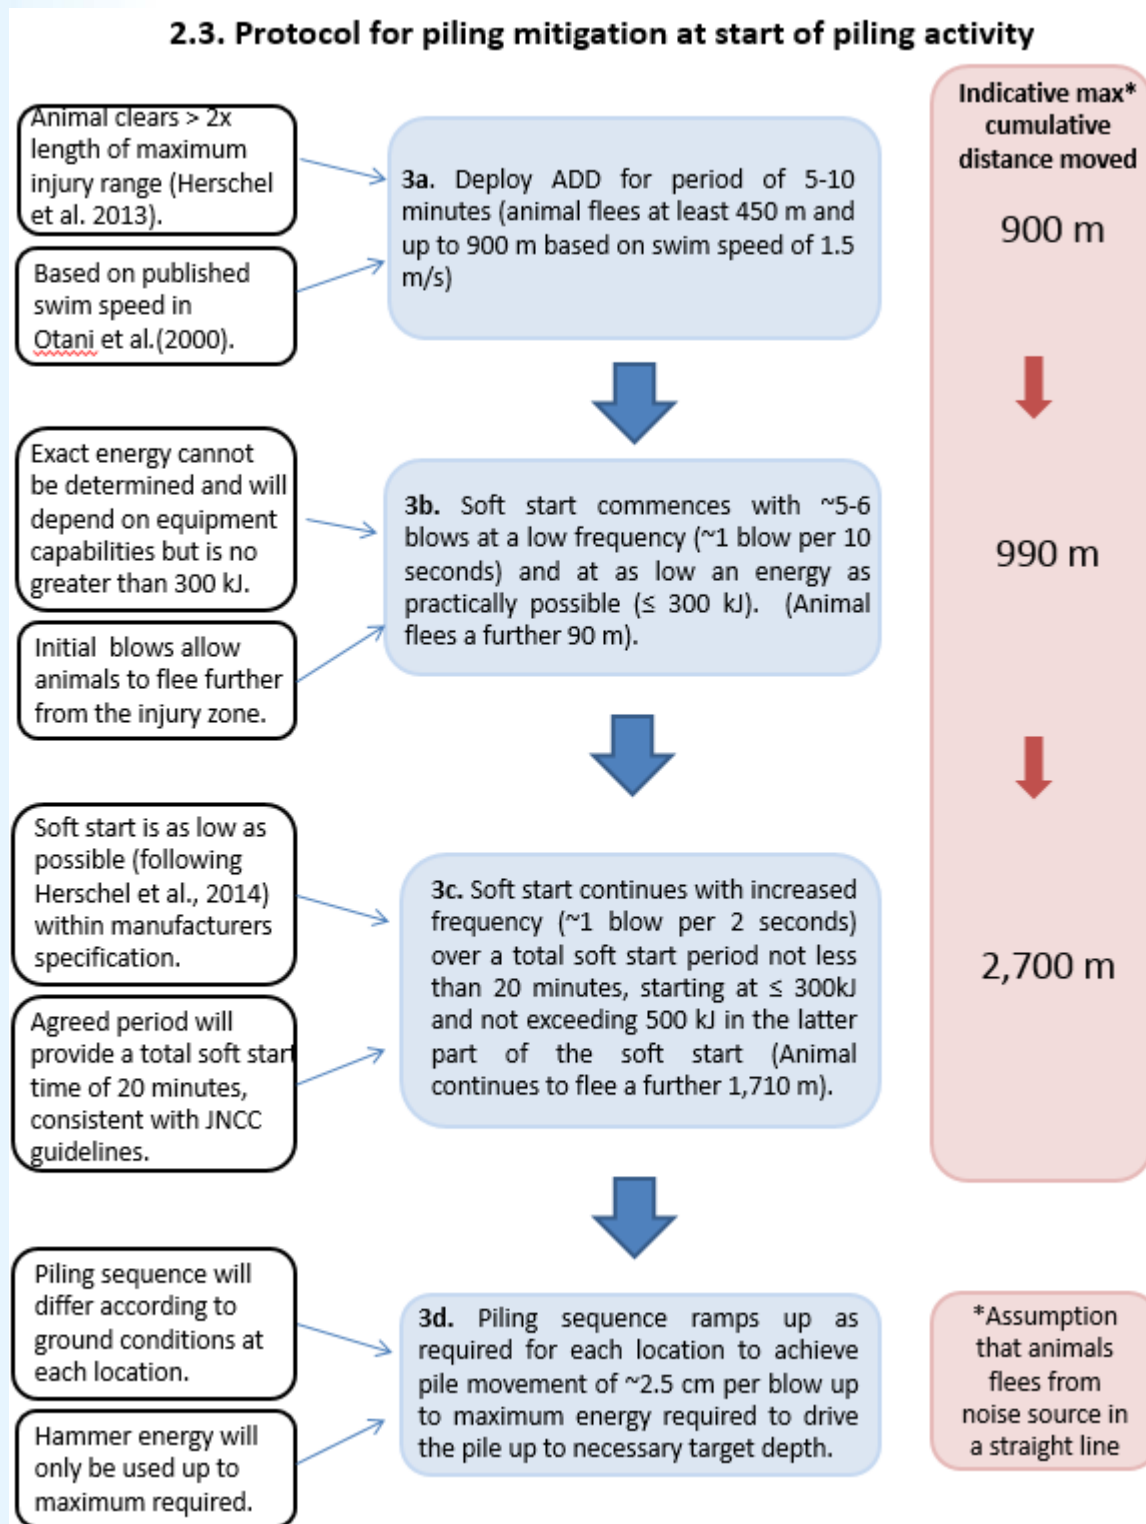 2.3. Protocol for piling mitigation at start of piling activity
Animal clears > 2x
length of maximum
injury range (Herschel
et al. 2013).
Based on published
swim speed in
Otani et al.(2000).
3a. Deploy ADD for period of 5-10
minutes (animal flees at least 450 m and
up to 900 m based on swim speed of 1.5
m/s)
Indicative max*
cumulative
distance moved
900 m
Exact energy cannot
be determined and will
depend on equipment
capabilities but is no
greater than 300 kJ.
Initial blows allow
animals to flee further
from the injury zone.
3b. Soft start commences with ~5-6
blows at a low frequency (~1 blow per 10
seconds) and at as low an energy as
practically possible (≤ 300 kJ). (Animal
flees a further 90 m).
990 m
Soft start is as low as
possible (following
Herschel et al., 2014)
within manufacturers
specification.
Agreed period will
provide a total soft start
time of 20 minutes,
consistent with JNCC
guidelines.
3c. Soft start continues with increased
frequency (~1 blow per 2 seconds)
over a total soft start period not less
than 20 minutes, starting at ≤ 300kJ
and not exceeding 500 kJ in the latter
part of the soft start (Animal
continues to flee a further 1,710 m).
2,700 m
Piling sequence will
differ according to
ground conditions at
each location.
Hammer energy will
only be used up to
maximum required.
3d. Piling sequence ramps up as
required for each location to achieve
pile movement of ~2.5 cm per blow up
to maximum energy required to drive
the pile up to necessary target depth.
*Assumption
that animals
flees from
noise source in
a straight line